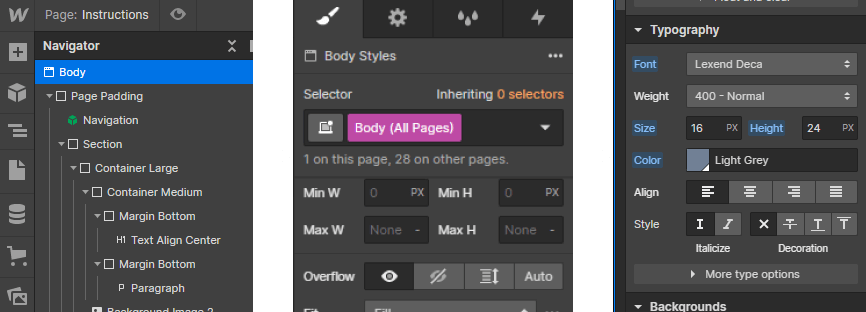 Page: Instructions
Navigator
Body
Page Padding
Navigation
Section
Container Large
Container Medium
Margin Bottom
H1 Text Align Center
Margin Bottom
P Paragraph
Body Styles
Selector Inheriting 0 selectors
Body (All Pages)
1 on this page, 28 on other pages.
Min W 0 PX Min H 0 PX
Max W None - Max H None -
Overflow Auto
Typography
Font Lexend Deca
Weight 400 - Normal
Size 16 PX Height 24 PX
Color Light Grey
Align
Style
Italicize Decoration
More type options
Backgrounds